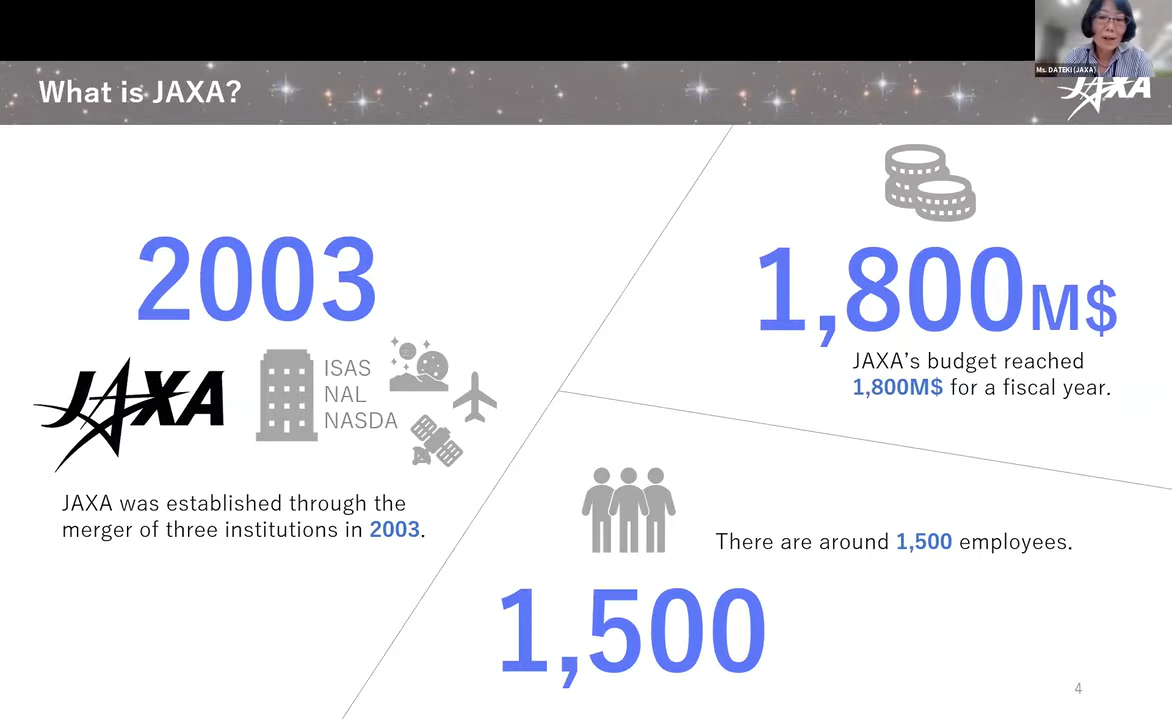 Ms. DATEKI (JAXA)
What is JAXA?
JAXA
2003
JAXA
ISAS
NAL
NASDA
JAXA was established through the
merger of three institutions in 2003.
1,800M$
JAXA’s budget reached
1,800M$ for a fiscal year.
There are around 1,500 employees.
1,500
4